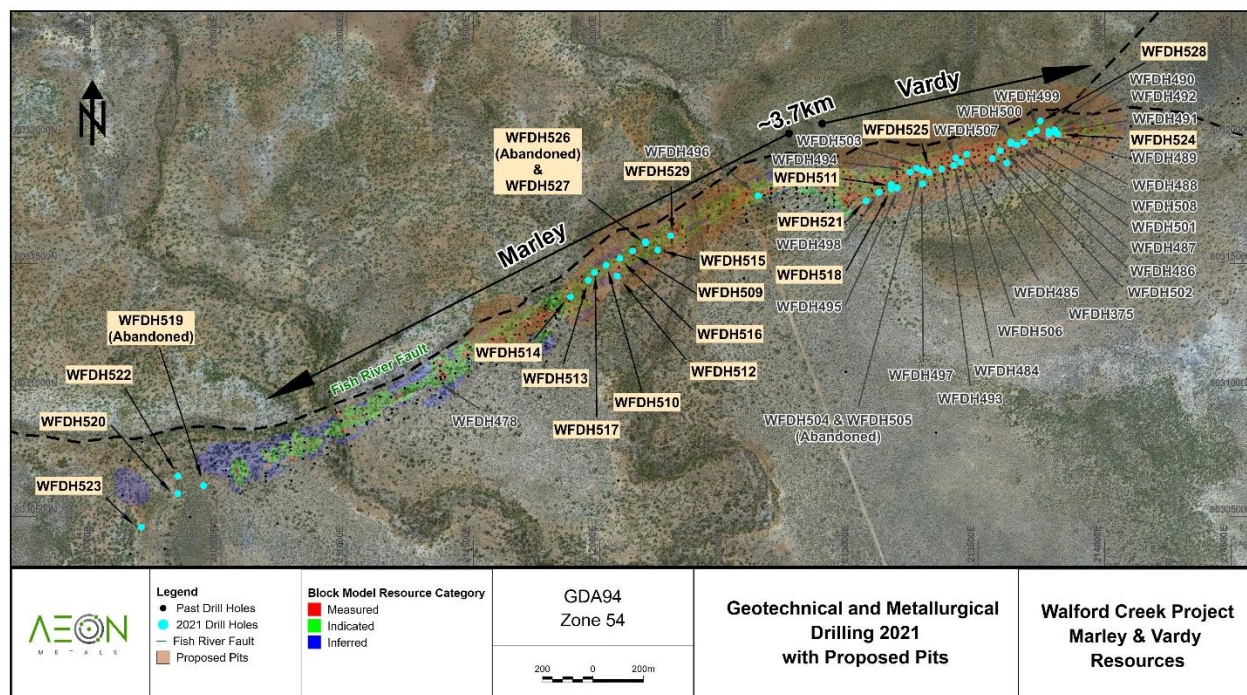 WFDH528
WFDH490
WFDH499
WFDH492
Vardy
WFDH500
WFDH491
~3.7km
WFDH525
WFDH507
WFDH524
WFDH503
WFDH526
(Abandoned)
&
WFDH527
WFDH496
WFDH494
WFDH489
WFDH529
WFDH511
WFDH488
WFDH508
WFDH521
WFDH501
Marley
WFDH498
WFDH487
WFDH515
WFDH518
WFDH486
WFDH509
WFDH485
WFDH502
WFDH495
WFDH375
WFDH519
(Abandoned)
WFDH516
WFDH506
WFDH514
Fish River Fault
WFDH484
WFDH522
WFDH513
WFDH512
WFDH497
WFDH493
WFDH510
WFDH520
WFDH478
WFDH504 & WFDH505
(Abandoned)
WFDH517
WFDH523
8032000N
8031500N
8031000N
8030500N
N
AEON
METALS
Legend
Past Drill Holes
2021 Drill Holes
Fish River Fault
Proposed Pits
Block Model Resource Category
Measured
Indicated
Inferred
GDA94
Zone 54
200 0 200m
Geotechnical and Metallurgical
Drilling 2021
with Proposed Pits
Walford Creek Project
Marley & Vardy
Resources